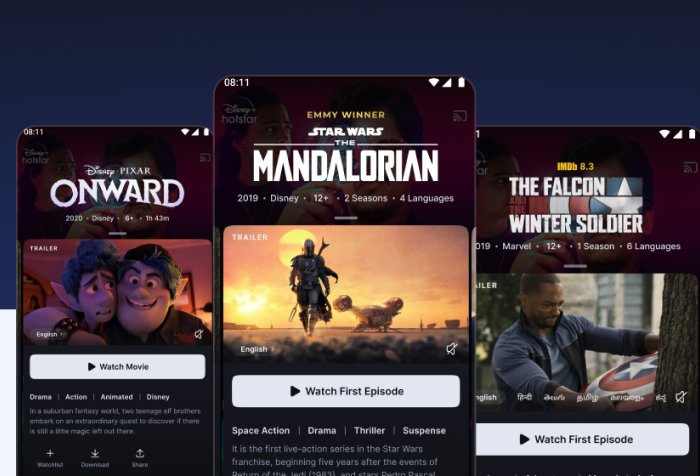 08:11
Disney+
hotstar
Disney · PIXAR
ONWARD
2020 • Disney • 6+ • 1h 43m
TRAILER
English ›
Watch Movie
Drama | Action | Animated | Disney
In a suburban fantasy world, two teenage elf brothers
embark on an extraordinary quest to discover if there
is still a little magic left out there.
Watchlist
Download
Share
08:11
Disney+
hotstar
EMMY WINNER
STAR WARS
THE
MANDALORIAN
2019 • Disney • 12+ • 2 Seasons • 4 Languages
TRAILER
English ›
Watch First Episode
Space Action | Drama | Thriller | Suspense
It is the first live-action series in the Star Wars
franchise, beginning five years after the events of
Return of the Jedi (1983), and stars Pedro Pascal
1
IMDb 8.3
THE FALCON
AND THE
WINTER SOLDIER
019 • Marvel • 12+ • 1 Season • 6 Languages
AILER
nglish हिन्दी తెలుగు தமிழ் മലയാളം ಕನ್ನ
Watch First Episode